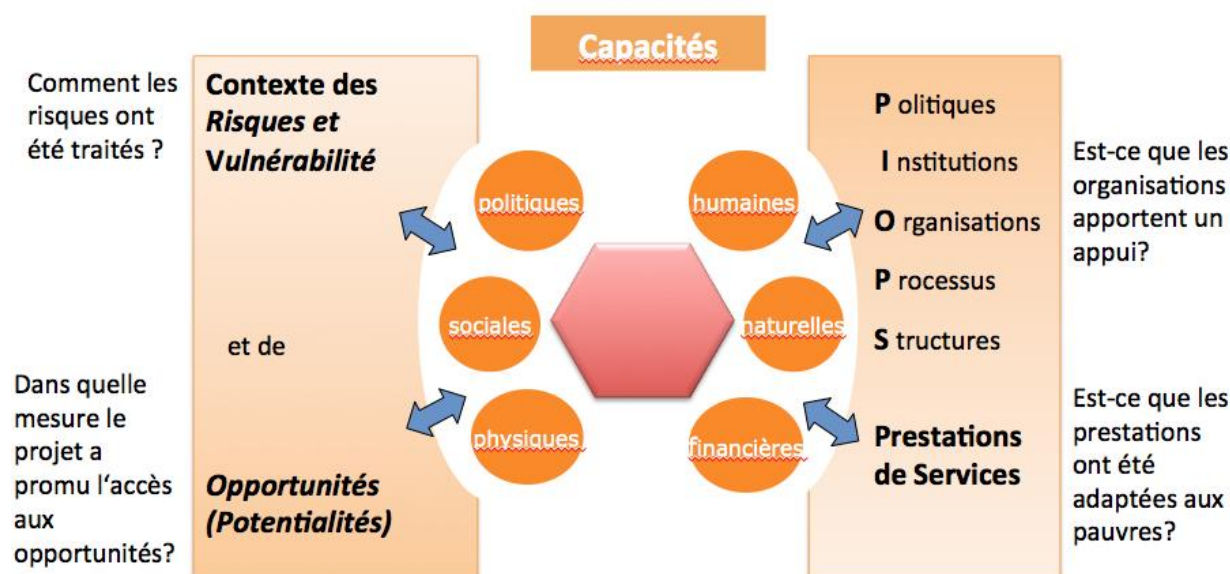 Capacités
Comment les
risques ont
été traités ?
Contexte des
Risques et
Vulnérabilité
et de
Opportunités
(Potentialités)
Dans quelle
mesure le
projet a
promu l‘accès
aux
opportunités?
politiques
humaines
sociales
naturelles
physiques
financières
P olitiques
I nstitutions
O rganisations
P rocessus
S tructures
Prestations
de Services
Est-ce que les
organisations
apportent un
appui?
Est-ce que les
prestations
ont été
adaptées aux
pauvres?